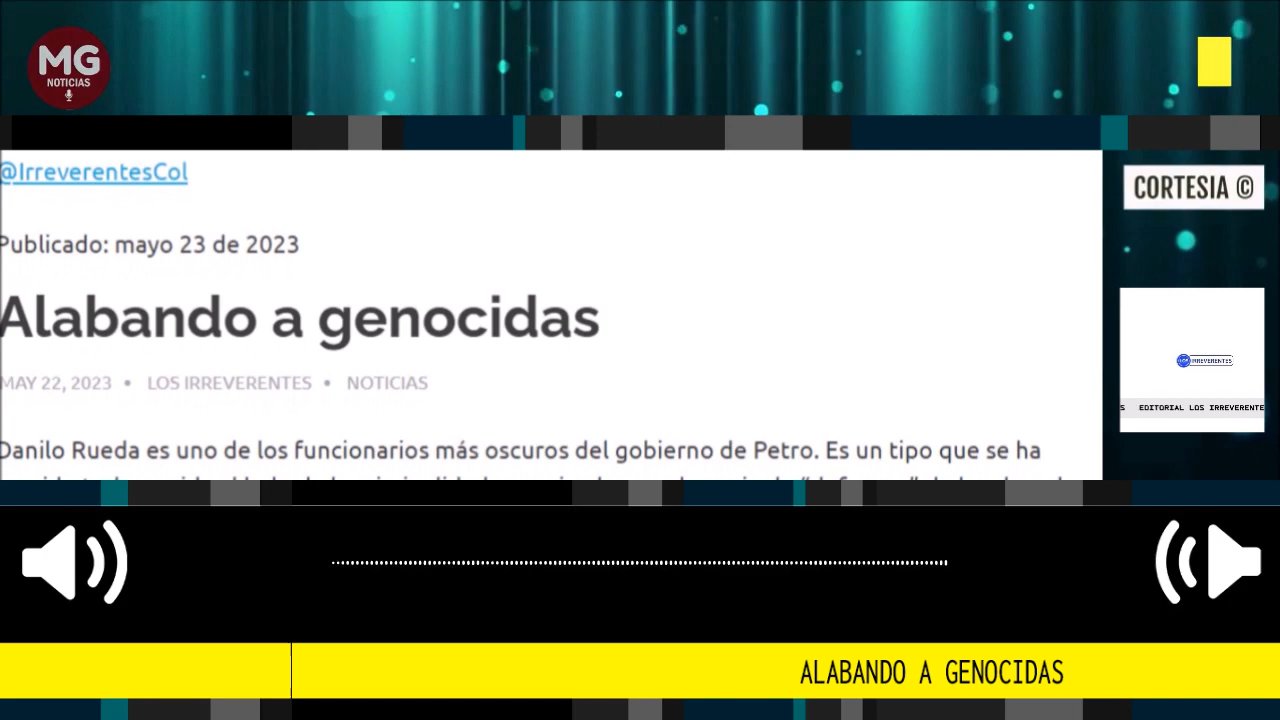 MG
NOTICIAS
@IrreverentesCol
CORTESIA ©
Publicado: mayo 23 de 2023
Alabando a genocidas
MAY 22, 2023 • LOS IRREVERENTES • NOTICIAS
IRREVERENTES
S EDITORIAL LOS IRREVERENTE
Danilo Rueda es uno de los funcionarios más oscuros del gobierno de Petro. Es un tipo que se ha
ALABANDO A GENOCIDAS